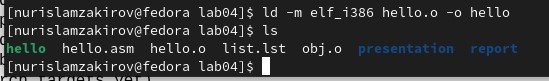 [nurislamzakirov@fedora lab04]$ ld -m elf_i386 hello.o -o hello
[nurislamzakirov@fedora lab04]$ ls
hello hello.asm hello.o list.lst obj.o presentation report
[nurislamzakirov@fedora lab04]$